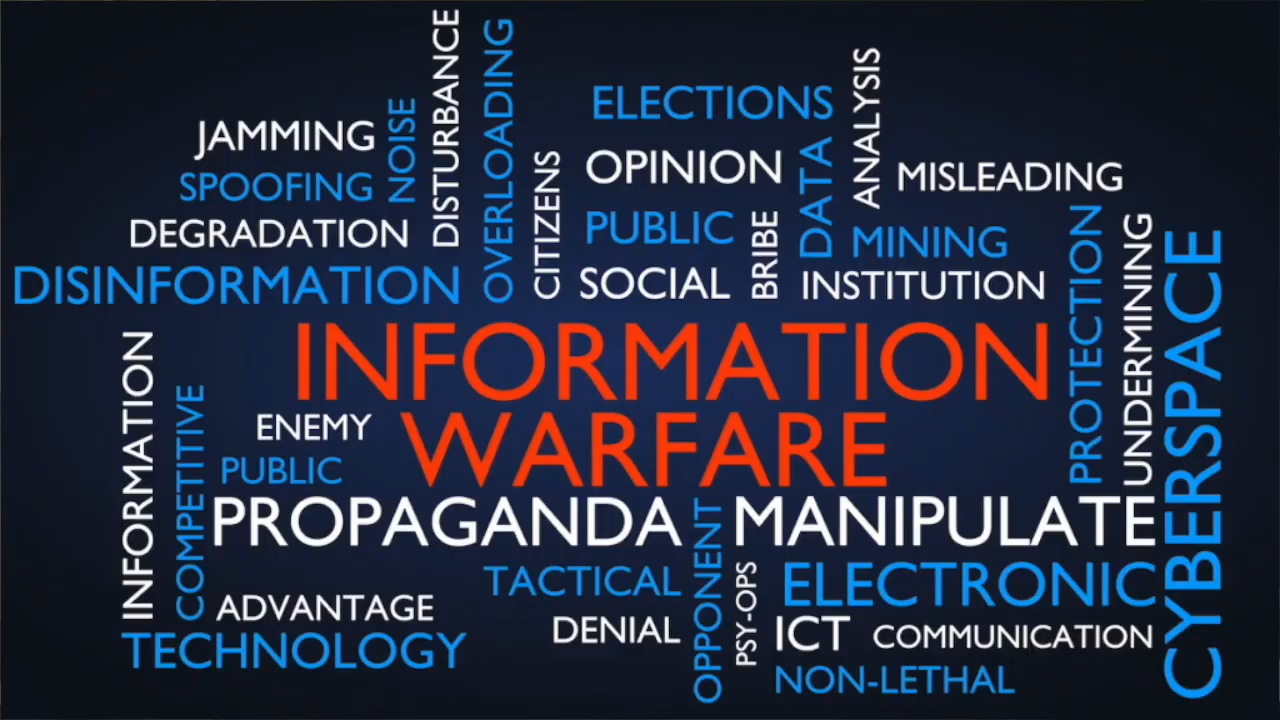 DISTURBANCE
OVERLOADING
ANALYSIS
ELECTIONS
JAMMING
NOISE
OPINION
DATA
CITIZENS
MISLEADING
SPOOFING
PUBLIC
BRIBE
MINING
DEGRADATION
PROTECTION
UNDERMINING
CYBERSPACE
DISINFORMATION
SOCIAL
INSTITUTION
INFORMATION
WARFARE
INFORMATION
COMPETITIVE
ENEMY
PUBLIC
PROPAGANDA
MANIPULATE
OPPONENT
TACTICAL
PSY-OPS
ELECTRONIC
ADVANTAGE
DENIAL
ICT
COMMUNICATION
TECHNOLOGY
NON-LETHAL